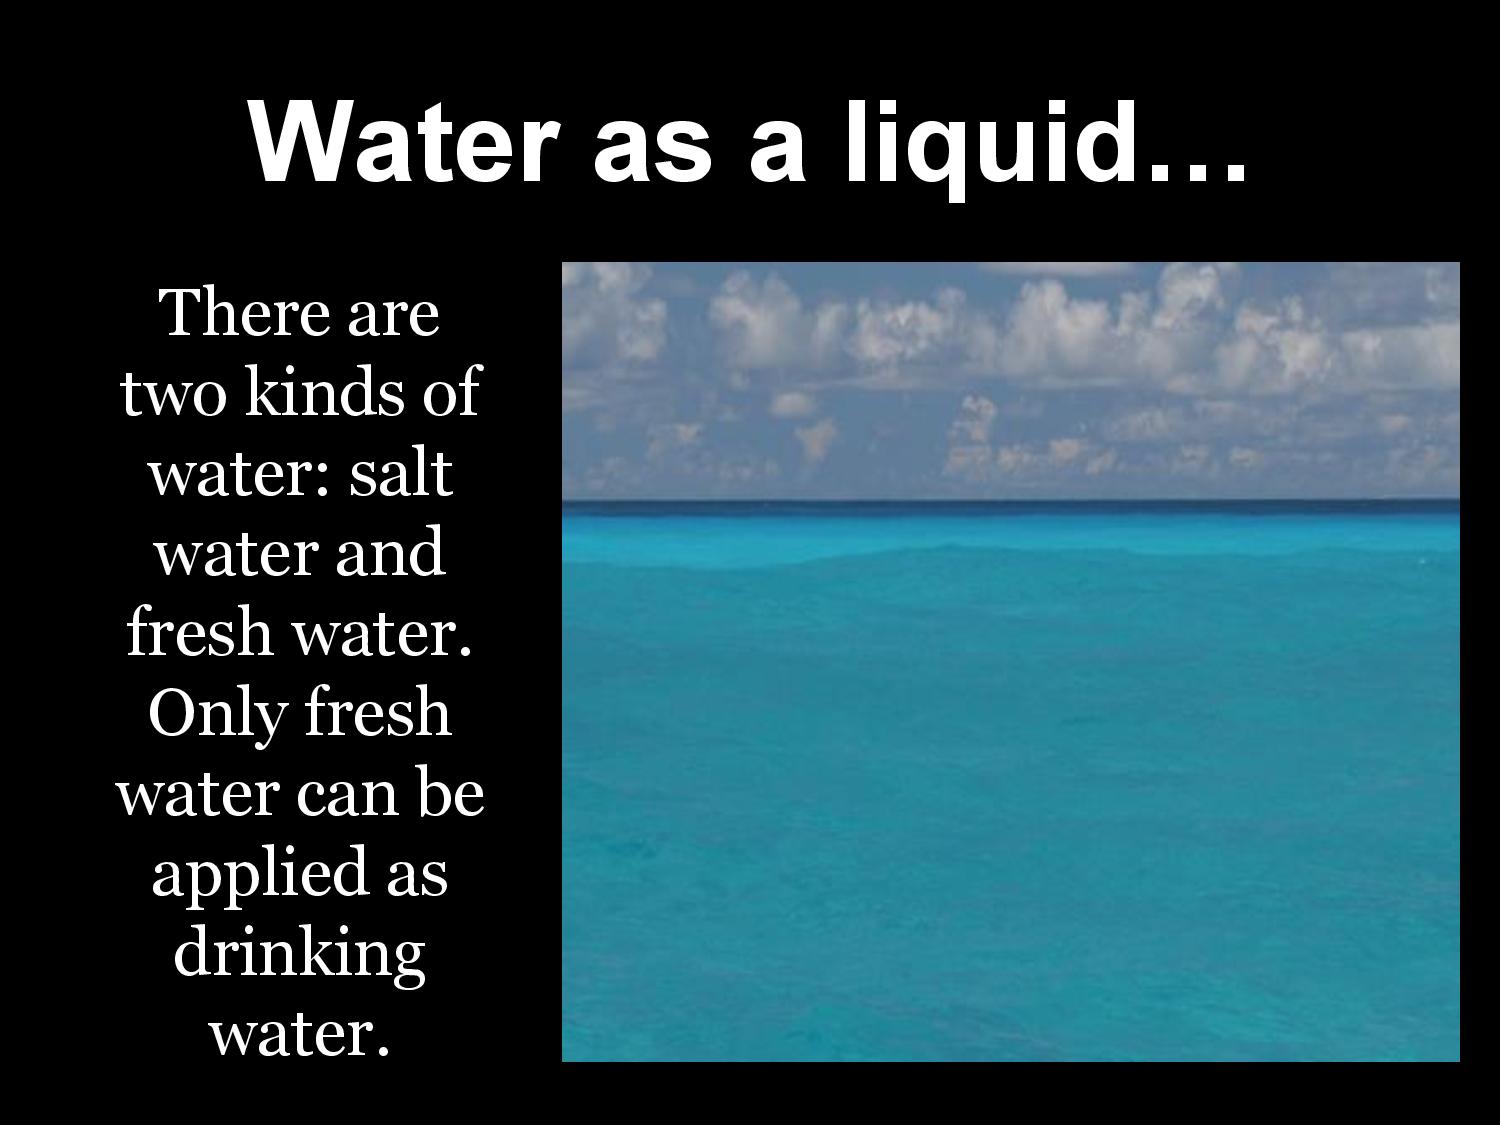 Water as a liquid…
There are
two kinds of
water: salt
water and
fresh water.
Only fresh
water can be
applied as
drinking
water.